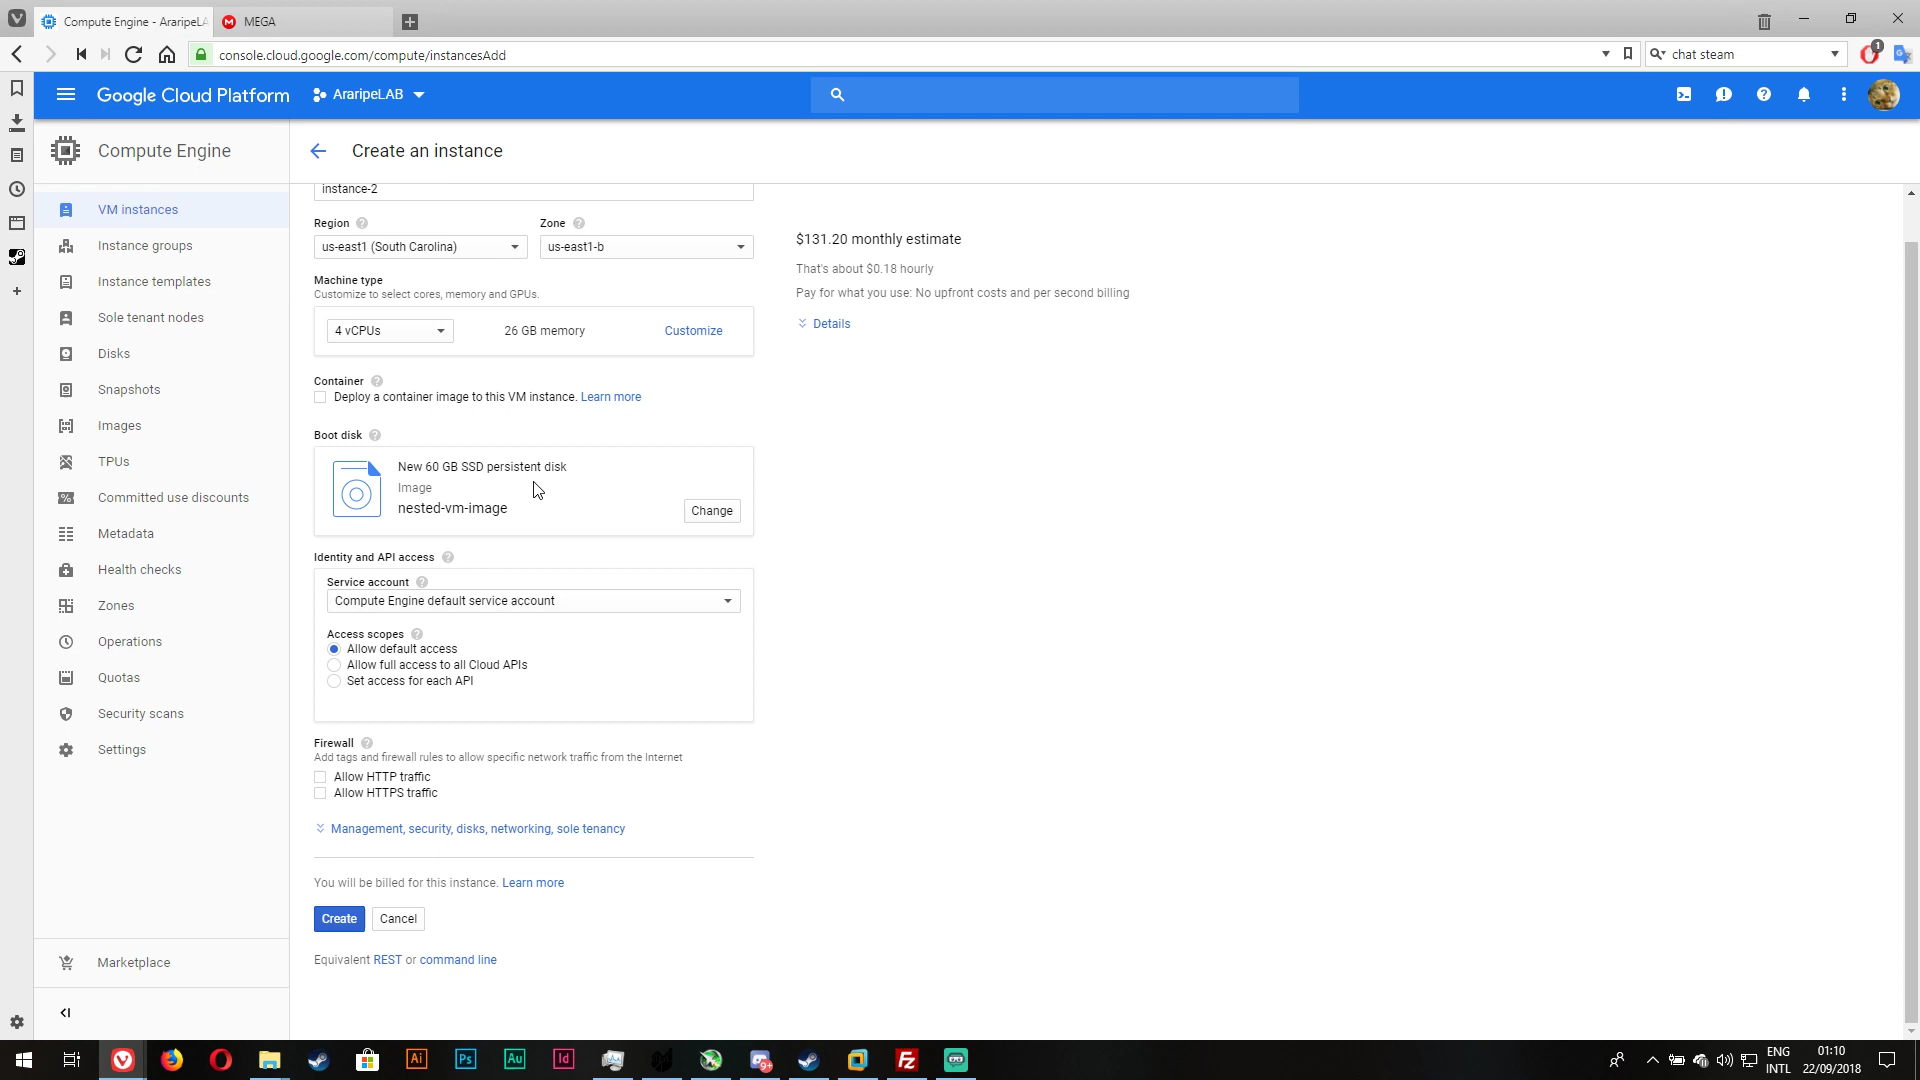 Compute Engine - AraripeLA
MEGA
console.cloud.google.com/compute/instancesAdd
chat steam
1
Google Cloud Platform
AraripeLAB
Compute Engine
Create an instance
VM instances
Instance groups
Instance templates
Sole tenant nodes
Disks
Snapshots
Images
TPUs
Committed use discounts
Metadata
Health checks
Zones
Operations
Quotas
Security scans
Settings
Marketplace
instance-2
Region
Zone
us-east1 (South Carolina)
us-east1-b
Machine type
Customize to select cores, memory and GPUs.
4 vCPUs
26 GB memory
Customize
Container
Deploy a container image to this VM instance. Learn more
Boot disk
New 60 GB SSD persistent disk
Image
nested-vm-image
Change
Identity and API access
Service account
Compute Engine default service account
Access scopes
Allow default access
Allow full access to all Cloud APIs
Set access for each API
Firewall
Add tags and firewall rules to allow specific network traffic from the Internet
Allow HTTP traffic
Allow HTTPS traffic
Management, security, disks, networking, sole tenancy
You will be billed for this instance. Learn more
Create
Cancel
Equivalent REST or command line
$131.20 monthly estimate
That's about $0.18 hourly
Pay for what you use: No upfront costs and per second billing
Details
Ai
Ps
Au
Id
9+
Fz
ENG
INTL
01:10
22/09/2018